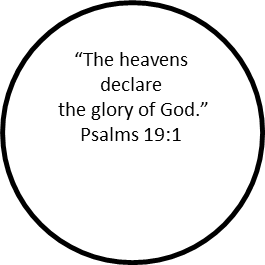 “The heavens
declare
the glory of God.”
Psalms 19:1